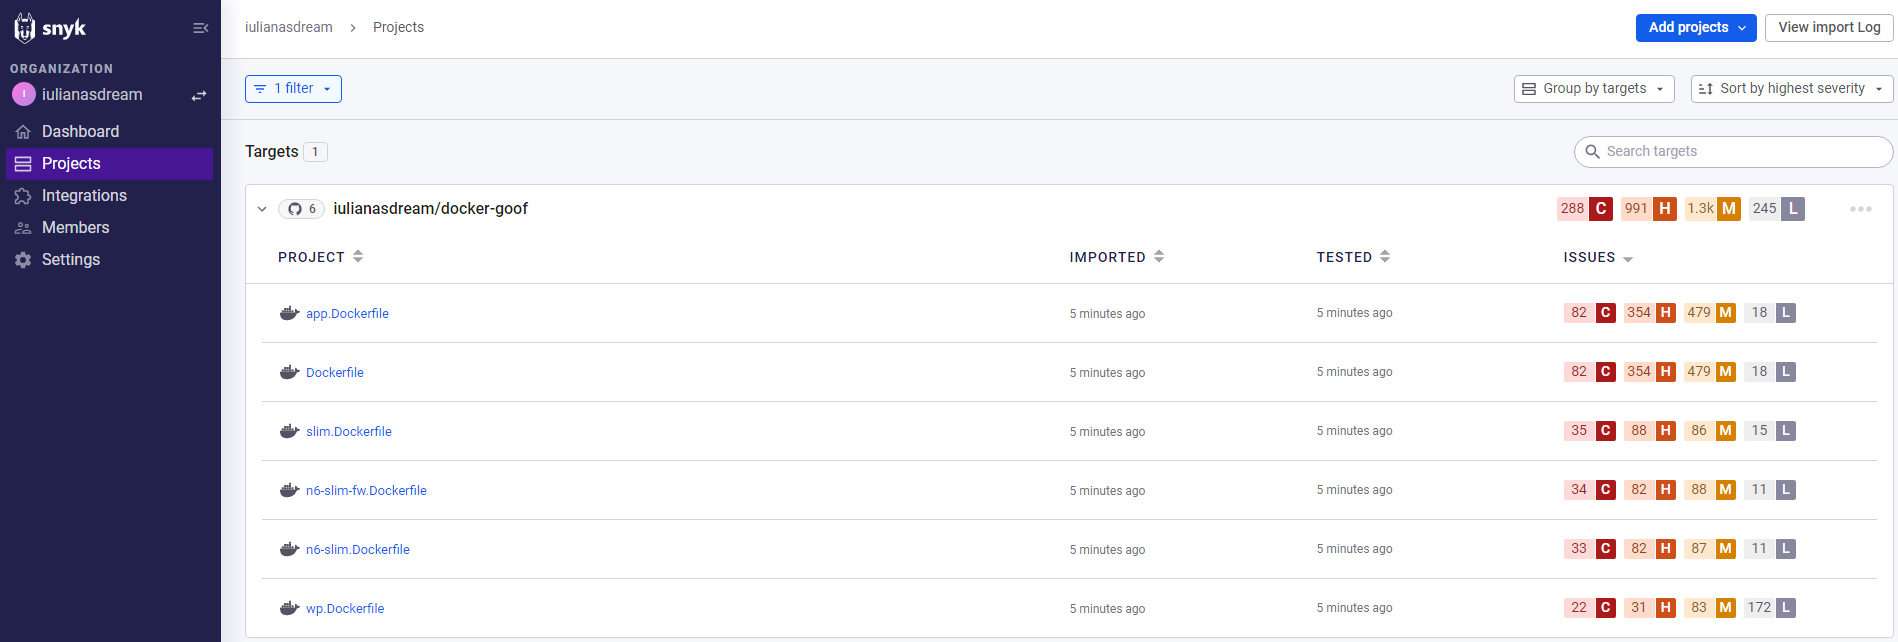 snyk
ORGANIZATION
I iulianasdream
Dashboard
Projects
Integrations
Members
Settings
iulianasdream > Projects
Add projects
View import Log
1 filter
Group by targets
Sort by highest severity
Targets 1
Search targets
6 iulianasdream/docker-goof 288 C 991 H 1.3k M 245 L
PROJECT IMPORTED TESTED ISSUES
app.Dockerfile 5 minutes ago 5 minutes ago 82 C 354 H 479 M 18 L
Dockerfile 5 minutes ago 5 minutes ago 82 C 354 H 479 M 18 L
slim.Dockerfile 5 minutes ago 5 minutes ago 35 C 88 H 86 M 15 L
n6-slim-fw.Dockerfile 5 minutes ago 5 minutes ago 34 C 82 H 88 M 11 L
n6-slim.Dockerfile 5 minutes ago 5 minutes ago 33 C 82 H 87 M 11 L
wp.Dockerfile 5 minutes ago 5 minutes ago 22 C 31 H 83 M 172 L